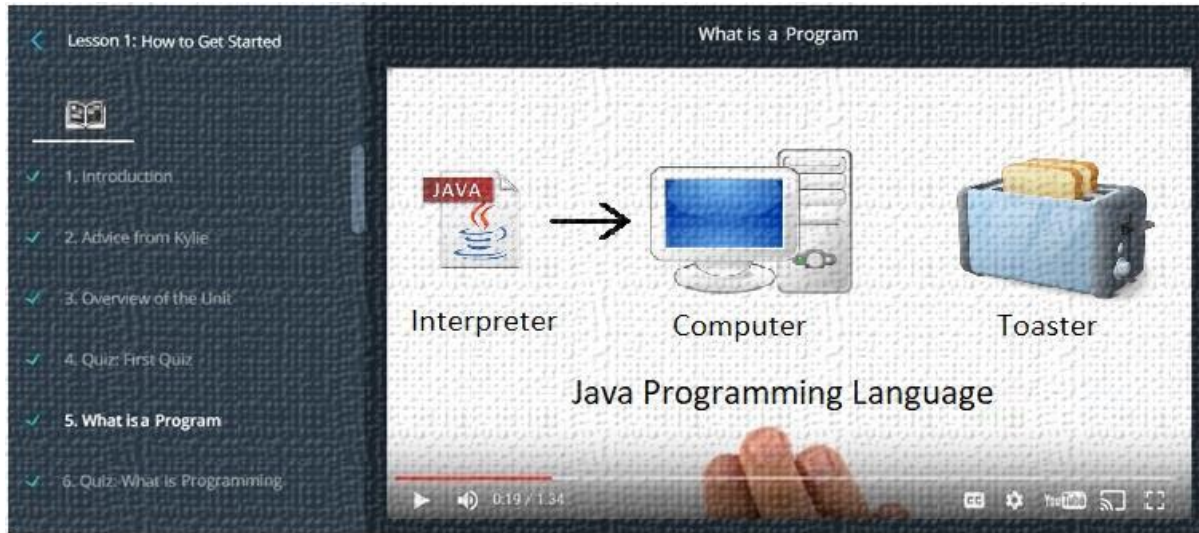 Lesson 1: How to Get Started
1. Introduction
2. Advice from Kylie
3. Overview of the Unit
4. Quiz: First Quiz
5. What is a Program
6. Quiz: What is Programming
What is a Program
JAVA
Interpreter
Computer
Toaster
Java Programming Language
0:19 / 1:34
CC
YouTube